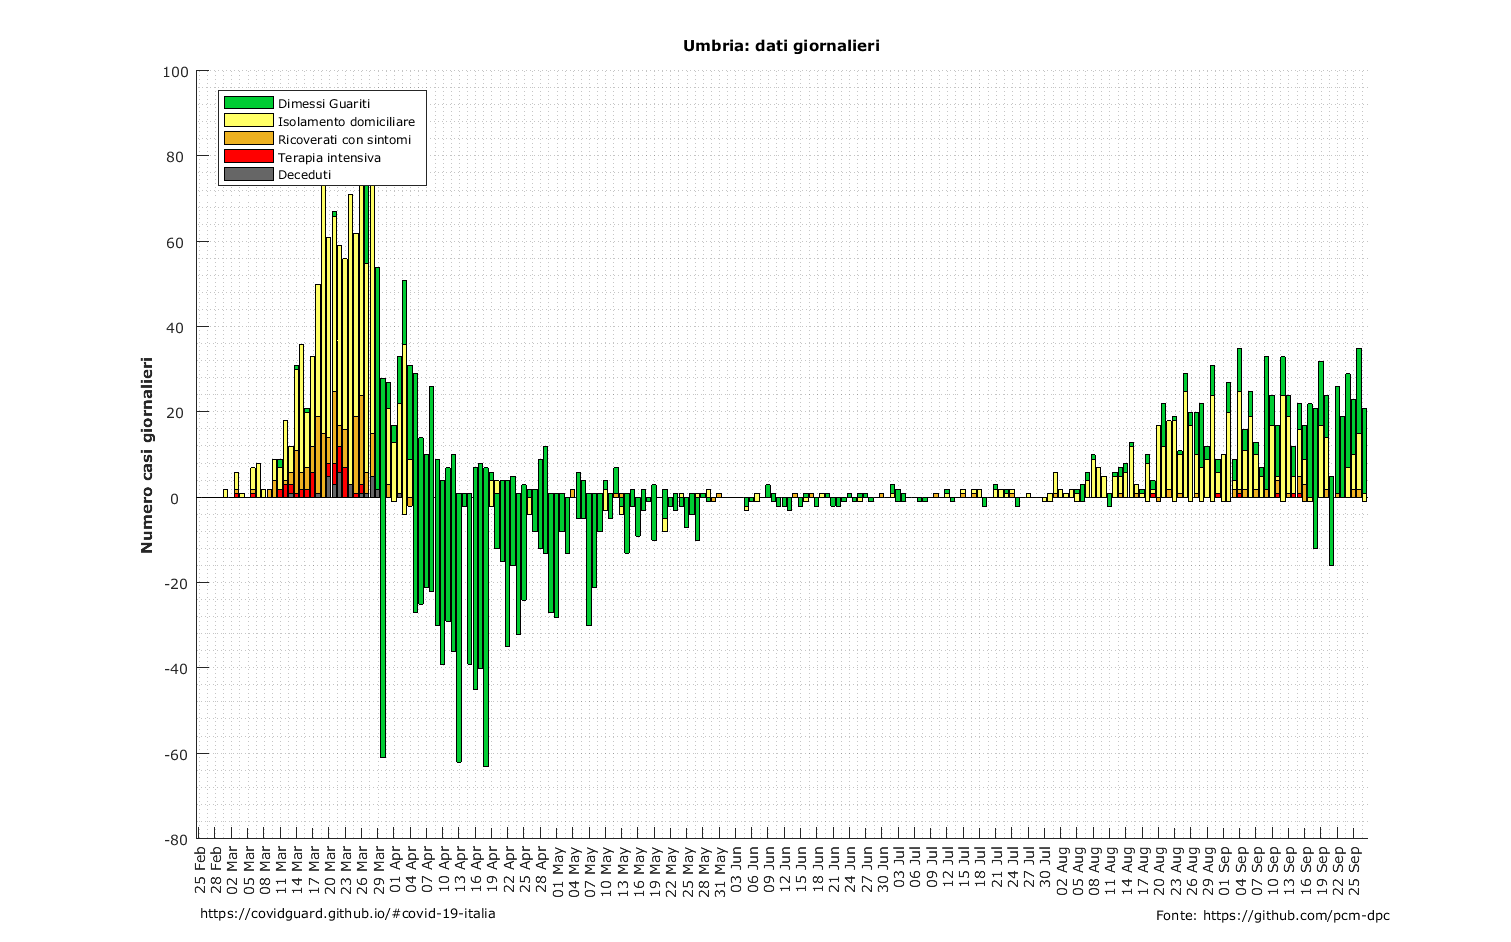 Umbria: dati giornalieri
100
80
60
40
20
0
-20
-40
-60
-80
Numero casi giornalieri
Dimessi Guariti
Isolamento domiciliare
Ricoverati con sintomi
Terapia intensiva
Deceduti
25 Feb
28 Feb
02 Mar
05 Mar
08 Mar
11 Mar
14 Mar
17 Mar
20 Mar
23 Mar
26 Mar
29 Mar
01 Apr
04 Apr
07 Apr
10 Apr
13 Apr
16 Apr
19 Apr
22 Apr
25 Apr
28 Apr
01 May
04 May
07 May
10 May
13 May
16 May
19 May
22 May
25 May
28 May
31 May
03 Jun
06 Jun
09 Jun
12 Jun
15 Jun
18 Jun
21 Jun
24 Jun
27 Jun
30 Jun
03 Jul
06 Jul
09 Jul
12 Jul
15 Jul
18 Jul
21 Jul
24 Jul
27 Jul
30 Jul
02 Aug
05 Aug
08 Aug
11 Aug
14 Aug
17 Aug
20 Aug
23 Aug
26 Aug
29 Aug
01 Sep
04 Sep
07 Sep
10 Sep
13 Sep
16 Sep
19 Sep
22 Sep
25 Sep
https://covidguard.github.io/#covid-19-italia
Fonte: https://github.com/pcm-dpc